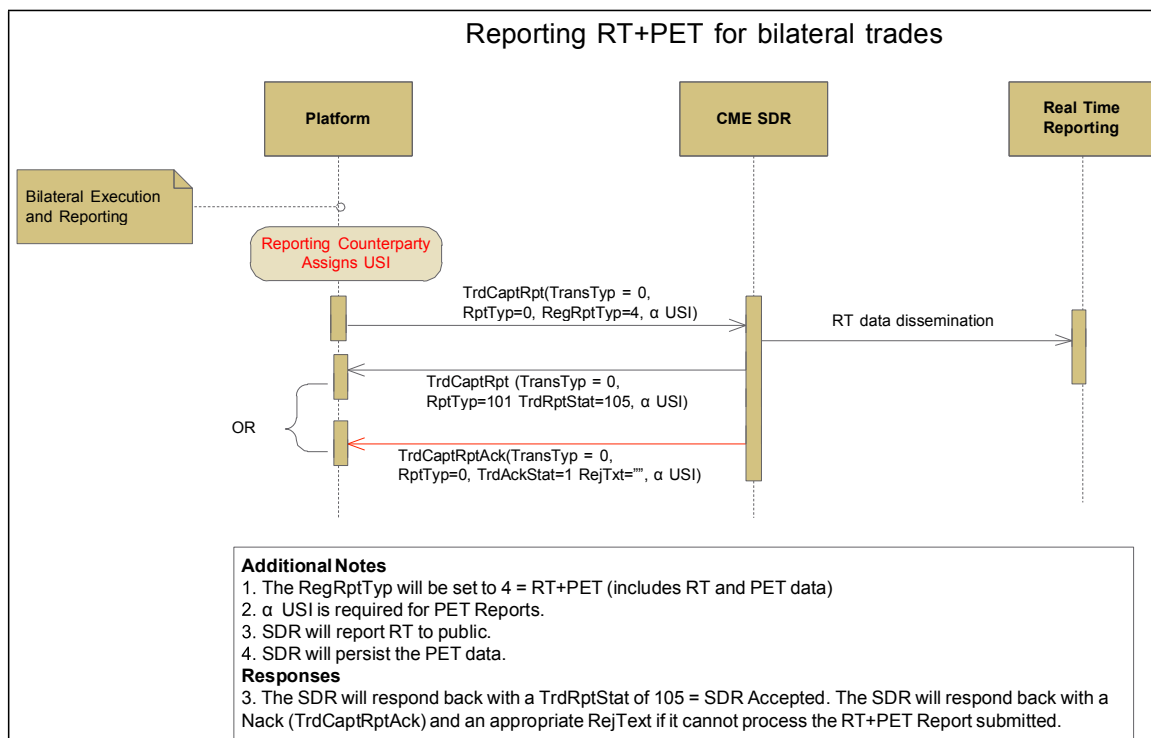 Reporting RT+PET for bilateral trades
Platform
CME SDR
Real Time
Reporting
Bilateral Execution
and Reporting
Reporting Counterparty
Assigns USI
TrdCaptRpt(TransTyp = 0,
RptTyp=0, RegRptTyp=4, α USI)
RT data dissemination
TrdCaptRpt (TransTyp = 0,
RptTyp=101 TrdRptStat=105, α USI)
OR
TrdCaptRptAck(TransTyp = 0,
RptTyp=0, TrdAckStat=1 RejTxt="", α USI)
Additional Notes
1. The RegRptTyp will be set to 4 = RT+PET (includes RT and PET data)
2. α USI is required for PET Reports.
3. SDR will report RT to public.
4. SDR will persist the PET data.
Responses
3. The SDR will respond back with a TrdRptStat of 105 = SDR Accepted. The SDR will respond back with a
Nack (TrdCaptRptAck) and an appropriate RejText if it cannot process the RT+PET Report submitted.